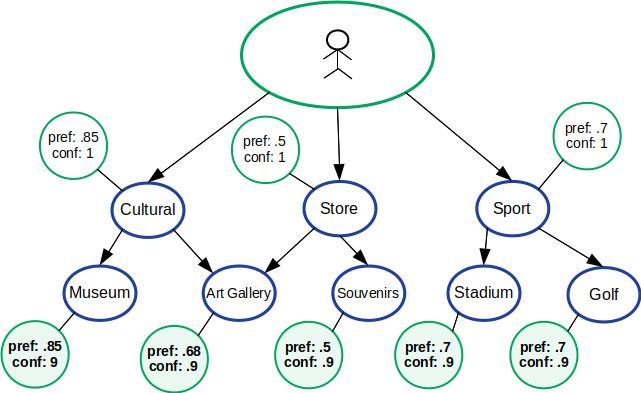 pref: .85
conf: 1
pref: .5
conf: 1
pref: .7
conf: 1
Cultural
Store
Sport
Museum
Art Gallery
Souvenirs
Stadium
Golf
pref: .85
conf: 9
pref: .68
conf: .9
pref: .5
conf: .9
pref: .7
conf: .9
pref: .7
conf: .9